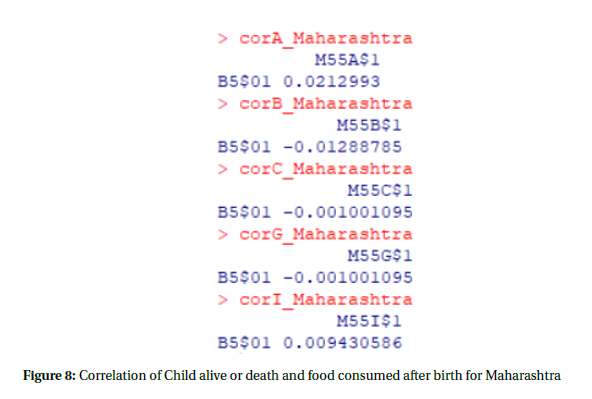 > corA_Maharashtra
M55A$1
B5$01 0.0212993
> corB_Maharashtra
M55B$1
B5$01 -0.01288785
> corC_Maharashtra
M55C$1
B5$01 -0.001001095
> corG_Maharashtra
M55G$1
B5$01 -0.001001095
> corI_Maharashtra
M55I$1
B5$01 0.009430586
Figure 8: Correlation of Child alive or death and food consumed after birth for Maharashtra